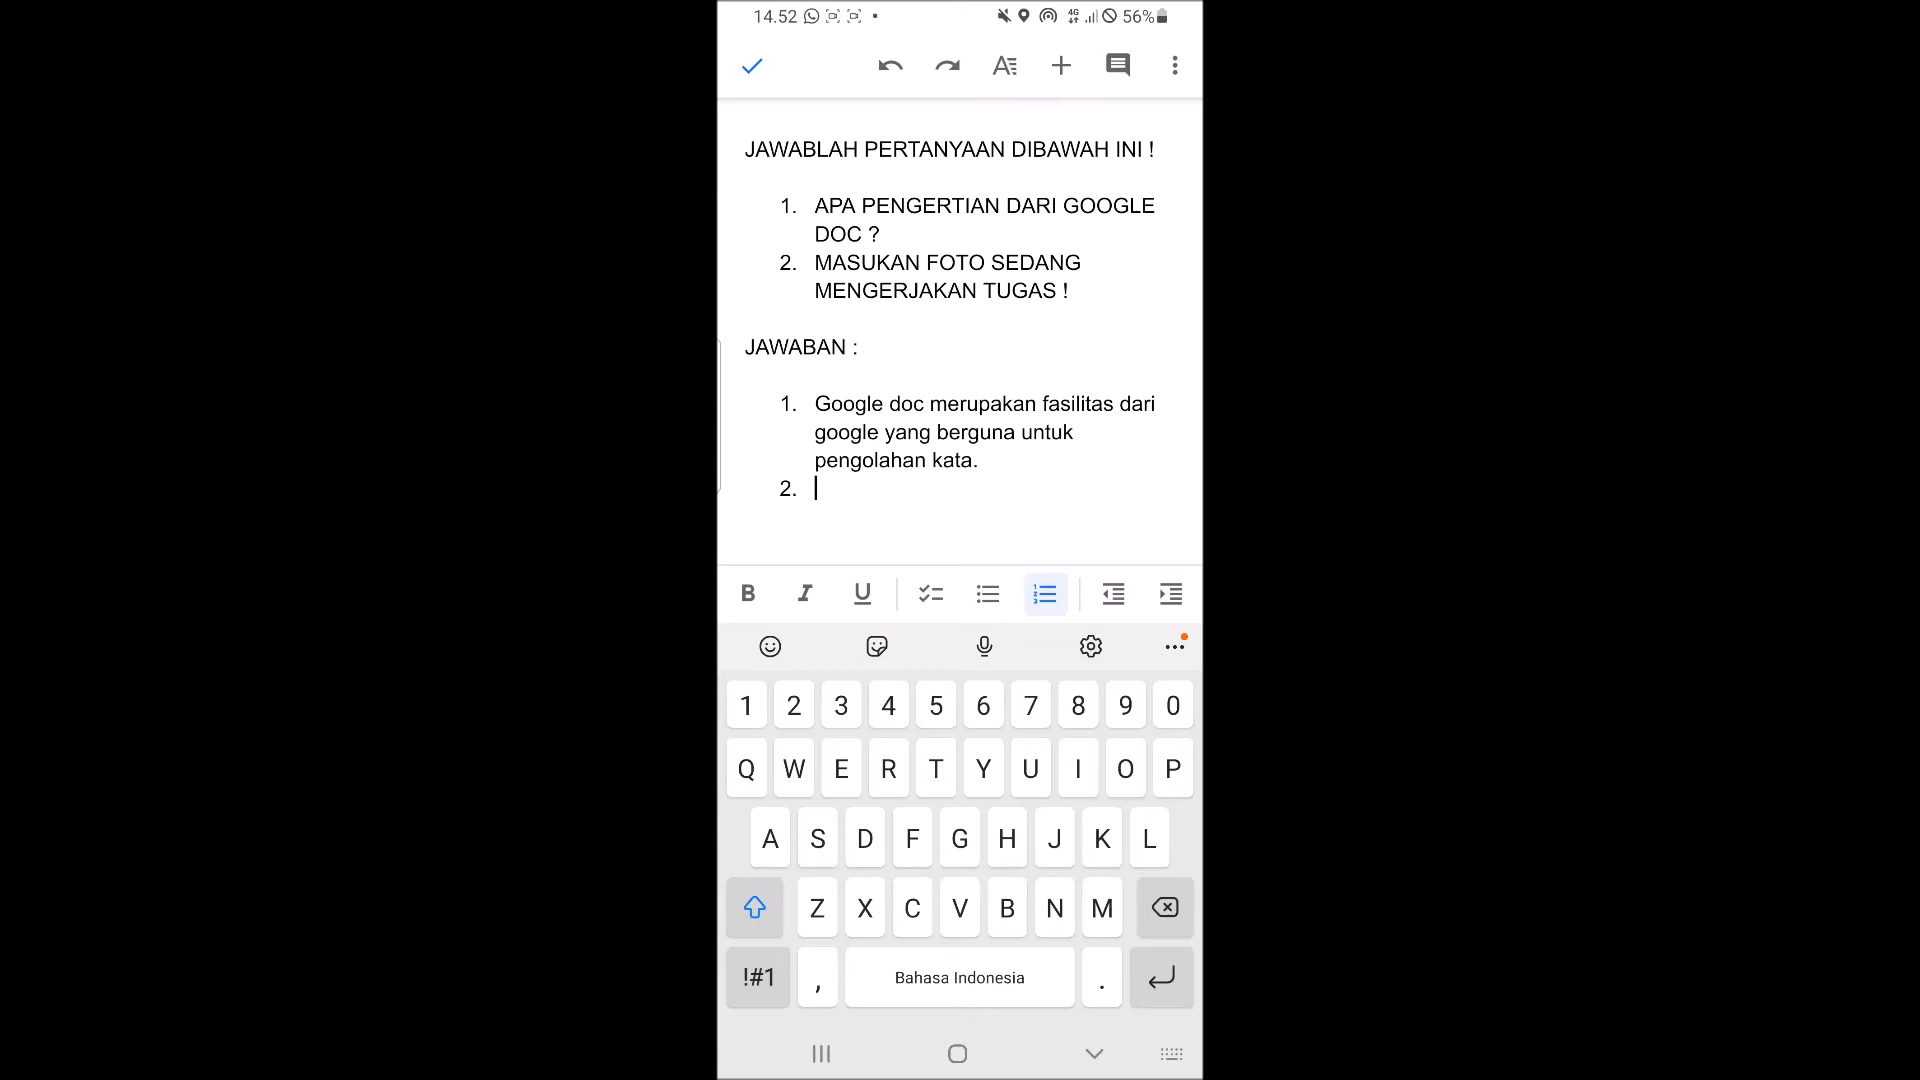 14.52
4G
56%
JAWABLAH PERTANYAAN DIBAWAH INI !
1. APA PENGERTIAN DARI GOOGLE
DOC ?
2. MASUKAN FOTO SEDANG
MENGERJAKAN TUGAS !
JAWABAN :
1. Google doc merupakan fasilitas dari
google yang berguna untuk
pengolahan kata.
2.
B I U
1 2 3 4 5 6 7 8 9 0
Q W E R T Y U I O P
A S D F G H J K L
Z X C V B N M
!#1 , Bahasa Indonesia .